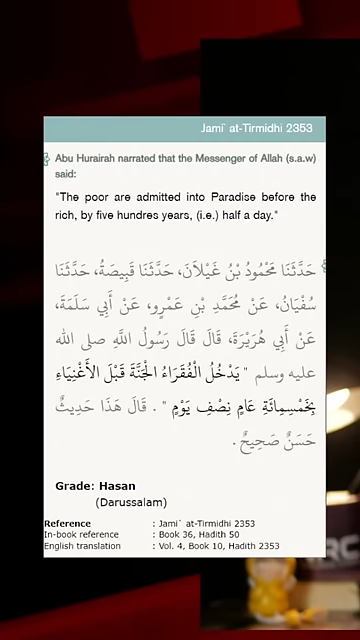 Jami` at-Tirmidhi 2353
Abu Hurairah narrated that the Messenger of Allah (s.a.w)
said:
"The poor are admitted into Paradise before the
rich, by five hundres years, (i.e.) half a day."
حَدَّثَنَا مَحْمُودُ بْنُ غَيْلاَنَ، حَدَّثَنَا قَبِيصَةُ، حَدَّثَنَا
سُفْيَانُ، عَنْ مُحَمَّدِ بْنِ عَمْرٍو، عَنْ أَبِي سَلَمَةَ،
عَنْ أَبِي هُرَيْرَةَ، قَالَ قَالَ رَسُولُ اللَّهِ صلى الله
عليه وسلم " يَدْخُلُ الْفُقَرَاءُ الْجَنَّةَ قَبْلَ الأَغْنِيَاءِ
بِخَمْسِمِائَةِ عَامٍ نِصْفِ يَوْمٍ " . قَالَ هَذَا حَدِيثٌ
حَسَنٌ صَحِيحٌ .
Grade: Hasan
(Darussalam)
Reference : Jami` at-Tirmidhi 2353
In-book reference : Book 36, Hadith 50
English translation : Vol. 4, Book 10, Hadith 2353